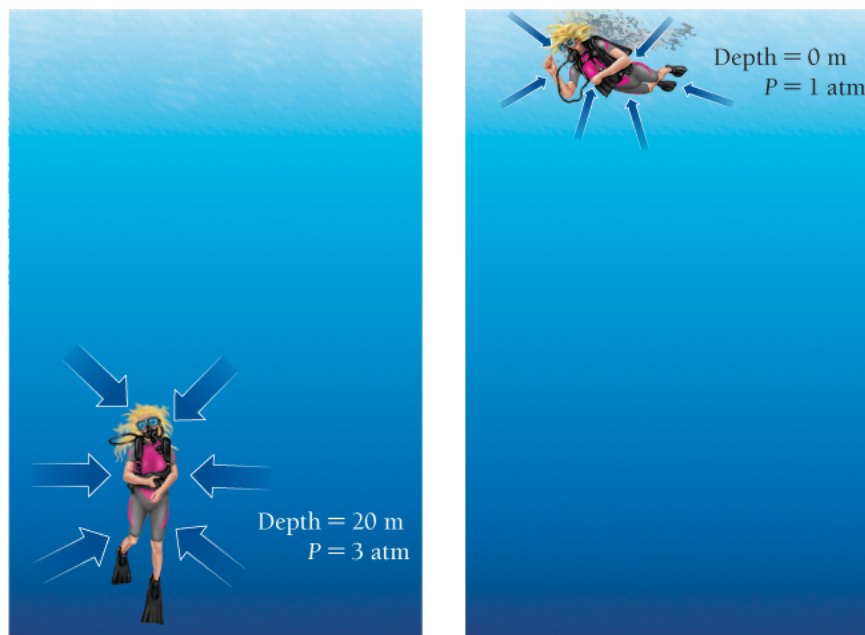 Depth = 20 m
P = 3 atm
Depth = 0 m
P = 1 atm